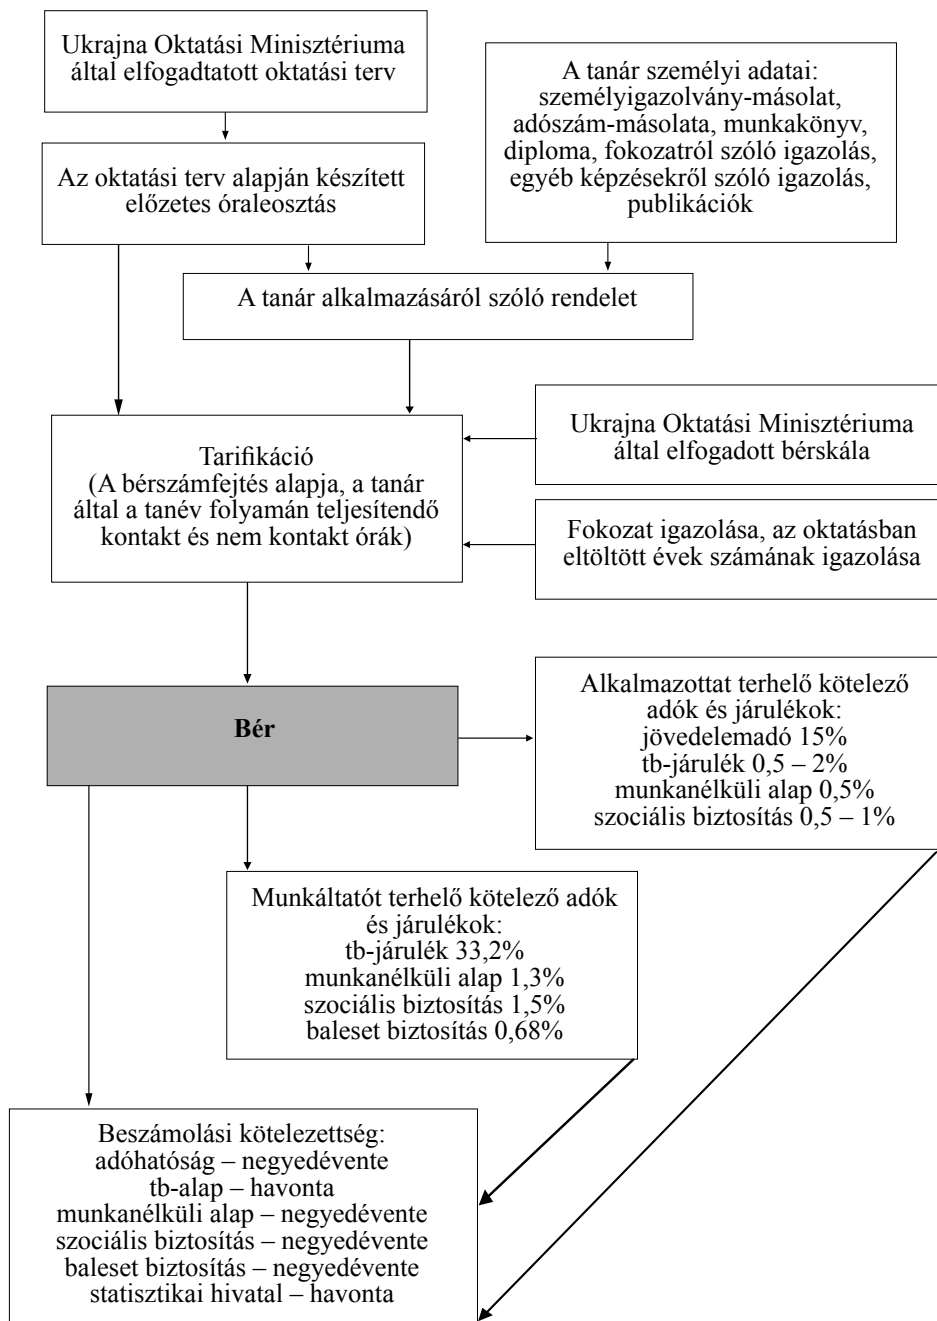 Ukrajna Oktatási Minisztériuma
által elfogadtatott oktatási terv
A tanár személyi adatai:
személyigazolvány-másolat,
adószám-másolata, munkakönyv,
diploma, fokozatról szóló igazolás,
egyéb képzésekről szóló igazolás,
publikációk
Az oktatási terv alapján készített
előzetes óraleosztás
A tanár alkalmazásáról szóló rendelet
Tarifikáció
(A bérszámfejtés alapja, a tanár
által a tanév folyamán teljesítendő
kontakt és nem kontakt órák)
Ukrajna Oktatási Minisztériuma
által elfogadott bérskála
Fokozat igazolása, az oktatásban
eltöltött évek számának igazolása
Bér
Alkalmazottat terhelő kötelező
adók és járulékok:
jövedelemadó 15%
tb-járulék 0,5 – 2%
munkanélküli alap 0,5%
szociális biztosítás 0,5 – 1%
Munkáltatót terhelő kötelező adók
és járulékok:
tb-járulék 33,2%
munkanélküli alap 1,3%
szociális biztosítás 1,5%
baleset biztosítás 0,68%
Beszámolási kötelezettség:
adóhatóság – negyedévente
tb-alap – havonta
munkanélküli alap – negyedévente
szociális biztosítás – negyedévente
baleset biztosítás – negyedévente
statisztikai hivatal – havonta